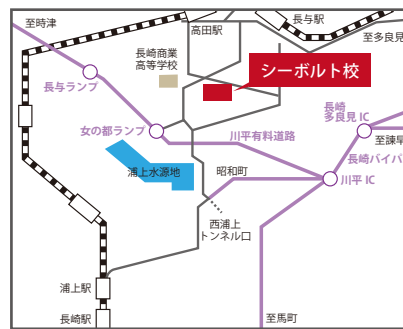 至時津
高田駅
長与駅
至多良見
長崎商業
高等学校
シーボルト校
長与ランプ
長崎
多良見 IC
女の都ランプ
川平有料道路
至諫早
長崎バイパ
浦上水源地
昭和町
川平 IC
西浦上
トンネル口
浦上駅
長崎駅
至馬町